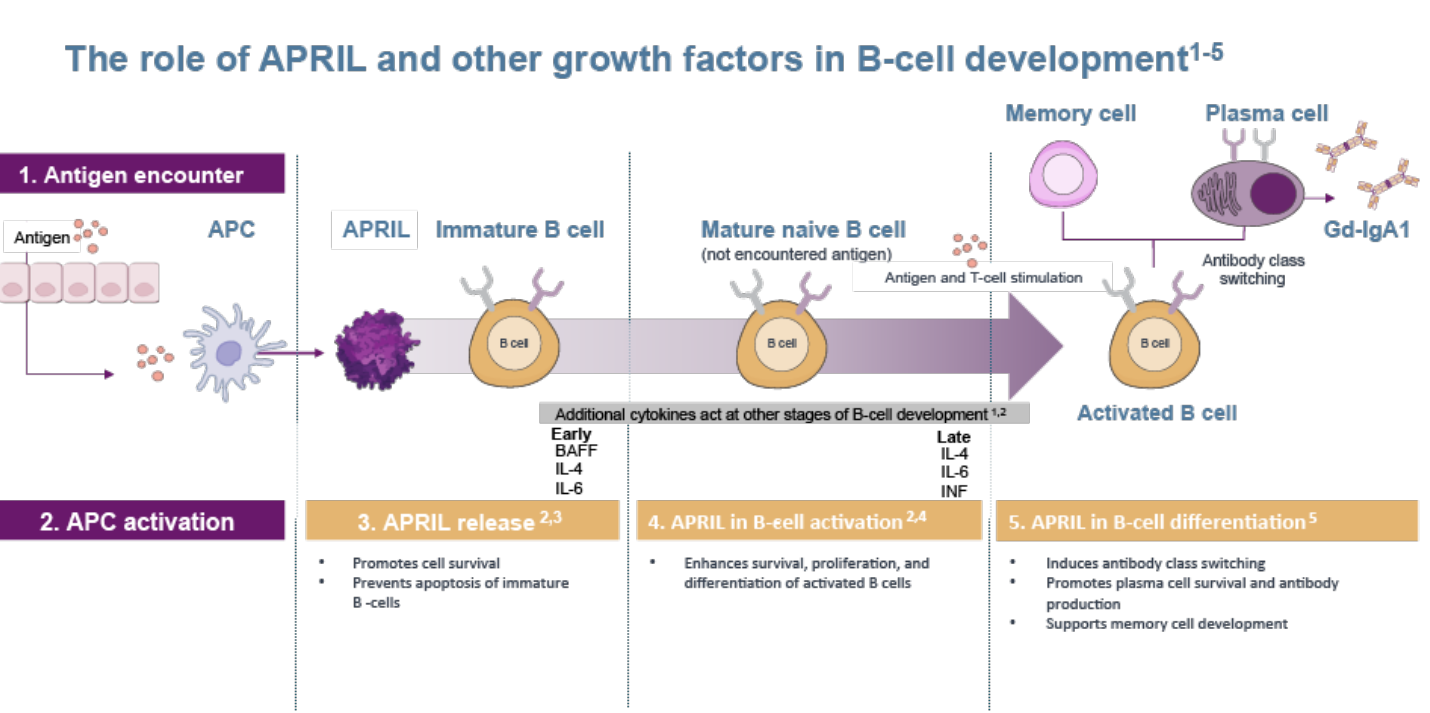 The role of APRIL and other growth factors in B-cell development1-5
Memory cell
Plasma cell
1. Antigen encounter
Antigen
APC
APRIL
Immature B cell
Mature naive B cell
(not encountered antigen)
Antigen and T-cell stimulation
Gd-IgA1
Antibody class
switching
B cell
B cell
B cell
Activated B cell
Additional cytokines act at other stages of B-cell development 1,2
Early
BAFF
IL-4
IL-6
Late
IL-4
IL-6
INF
2. APC activation
3. APRIL release 2,3
• Promotes cell survival
• Prevents apoptosis of immature
B -cells
4. APRIL in B-cell activation 2,4
• Enhances survival, proliferation, and
differentiation of activated B cells
5. APRIL in B-cell differentiation 5
• Induces antibody class switching
• Promotes plasma cell survival and antibody
production
• Supports memory cell development